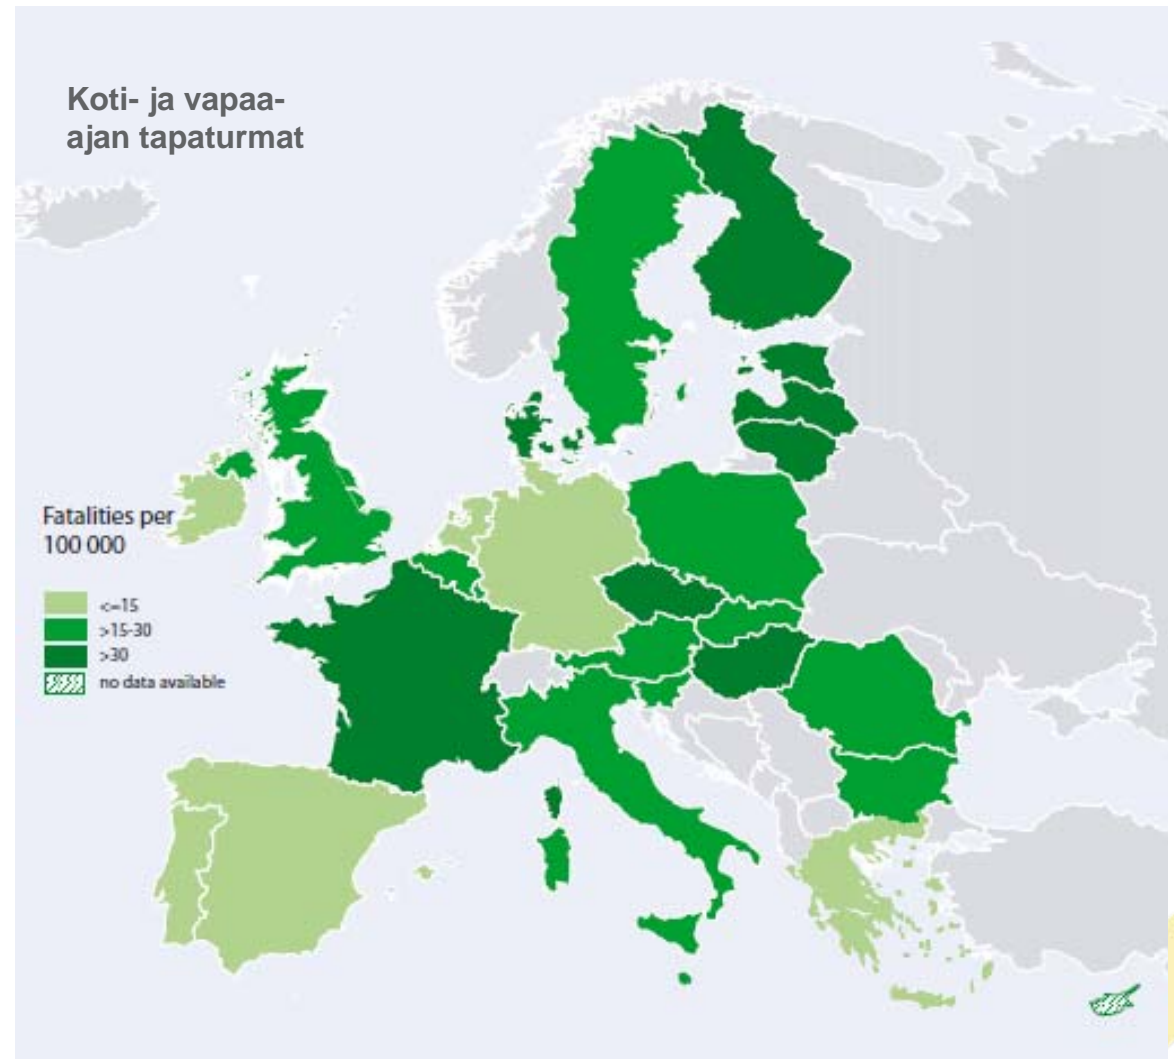 Koti- ja vapaa-
ajan tapaturmat
Fatalities per
100 000
<=15
>15-30
>30
no data available